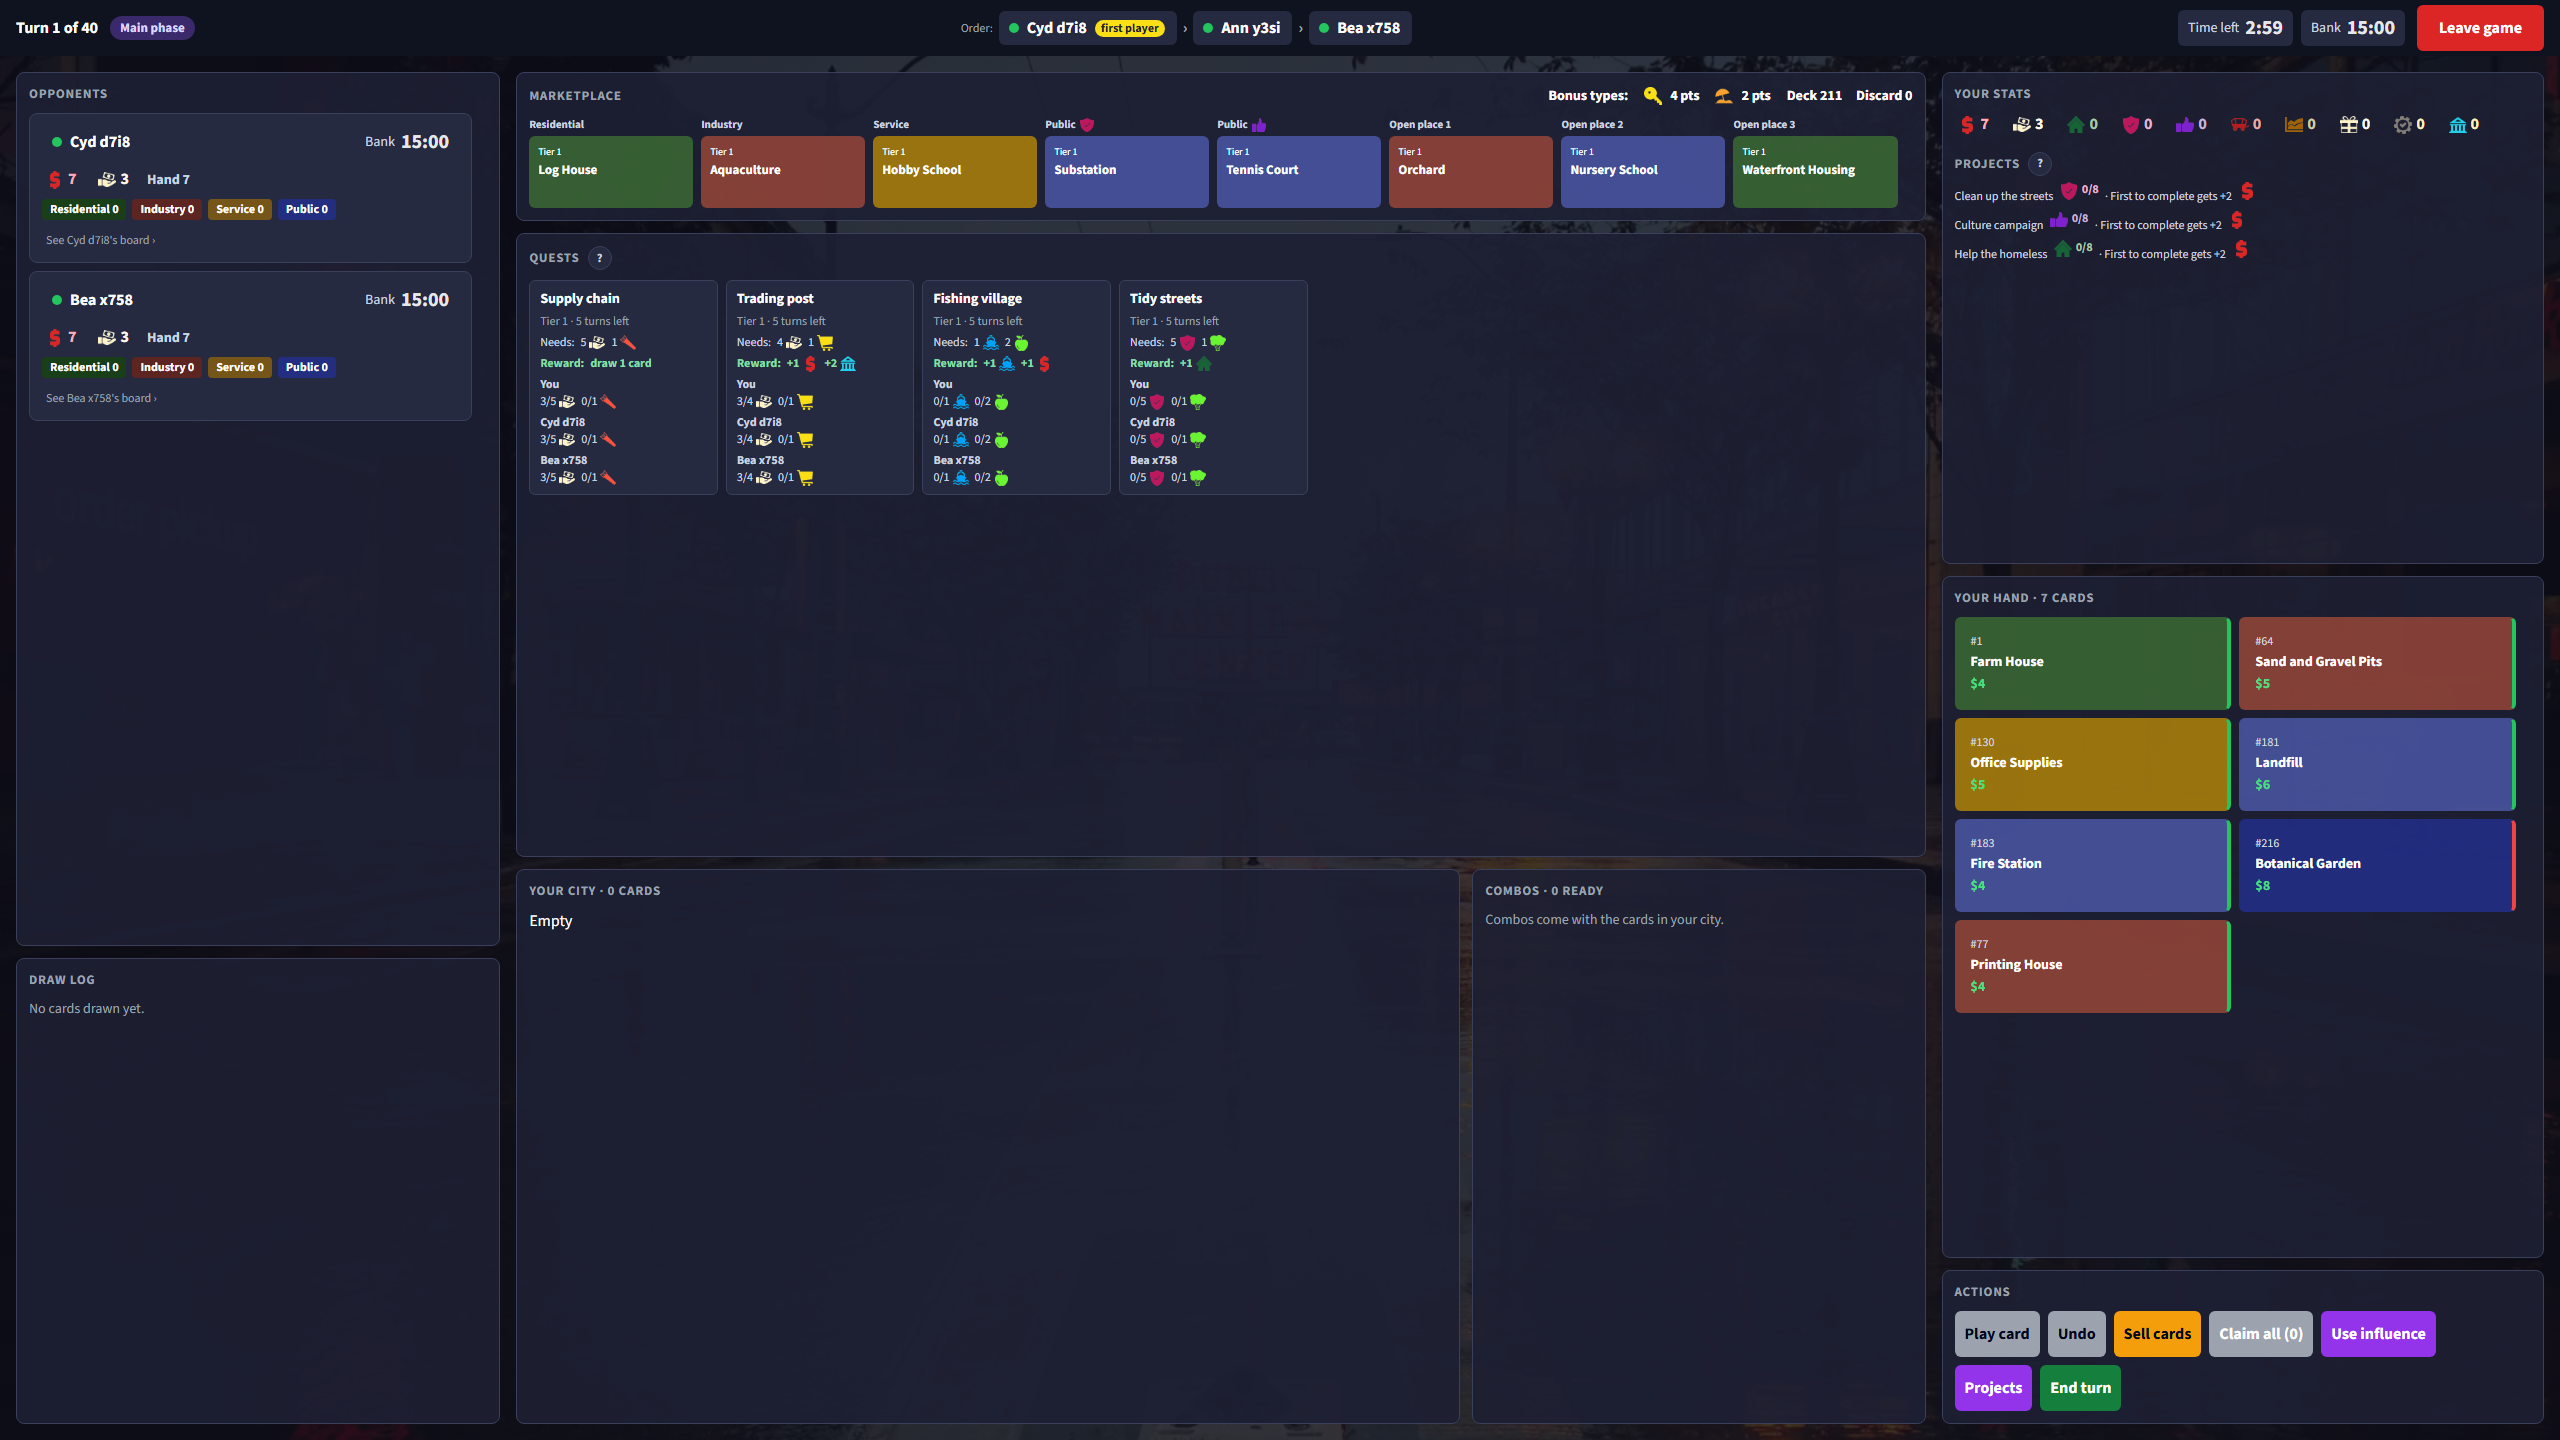 Turn 1 of 40 Main phase
Order: Cyd d7i8 first player › Ann y3si › Bea x758
Time left 2:59 Bank 15:00 Leave game
OPPONENTS
Cyd d7i8 Bank 15:00
7 3 Hand 7
Residential 0 Industry 0 Service 0 Public 0
See Cyd d7i8's board ›
Bea x758 Bank 15:00
7 3 Hand 7
Residential 0 Industry 0 Service 0 Public 0
See Bea x758's board ›
DRAW LOG
No cards drawn yet.
MARKETPLACE
Bonus types: 4 pts 2 pts Deck 211 Discard 0
Residential Industry Service Public Public Open place 1 Open place 2 Open place 3
Tier 1 Tier 1 Tier 1 Tier 1 Tier 1 Tier 1 Tier 1 Tier 1
Log House Aquaculture Hobby School Substation Tennis Court Orchard Nursery School Waterfront Housing
QUESTS ?
Supply chain
Tier 1 · 5 turns left
Needs: 5 1
Reward: draw 1 card
You
3/5 0/1
Cyd d7i8
3/5 0/1
Bea x758
3/5 0/1
Trading post
Tier 1 · 5 turns left
Needs: 4 1
Reward: +1 +2
You
3/4 0/1
Cyd d7i8
3/4 0/1
Bea x758
3/4 0/1
Fishing village
Tier 1 · 5 turns left
Needs: 1 2
Reward: +1 +1
You
0/1 0/2
Cyd d7i8
0/1 0/2
Bea x758
0/1 0/2
Tidy streets
Tier 1 · 5 turns left
Needs: 5 1
Reward: +1
You
0/5 0/1
Cyd d7i8
0/5 0/1
Bea x758
0/5 0/1
YOUR CITY · 0 CARDS
Empty
COMBOS · 0 READY
Combos come with the cards in your city.
YOUR STATS
7 3 0 0 0 0 0 0 0 0
PROJECTS ?
Clean up the streets 0/8 · First to complete gets +2
Culture campaign 0/8 · First to complete gets +2
Help the homeless 0/8 · First to complete gets +2
YOUR HAND · 7 CARDS
#1
Farm House
$4
#64
Sand and Gravel Pits
$5
#130
Office Supplies
$5
#181
Landfill
$6
#183
Fire Station
$4
#216
Botanical Garden
$8
#77
Printing House
$4
ACTIONS
Play card Undo Sell cards Claim all (0) Use influence
Projects End turn